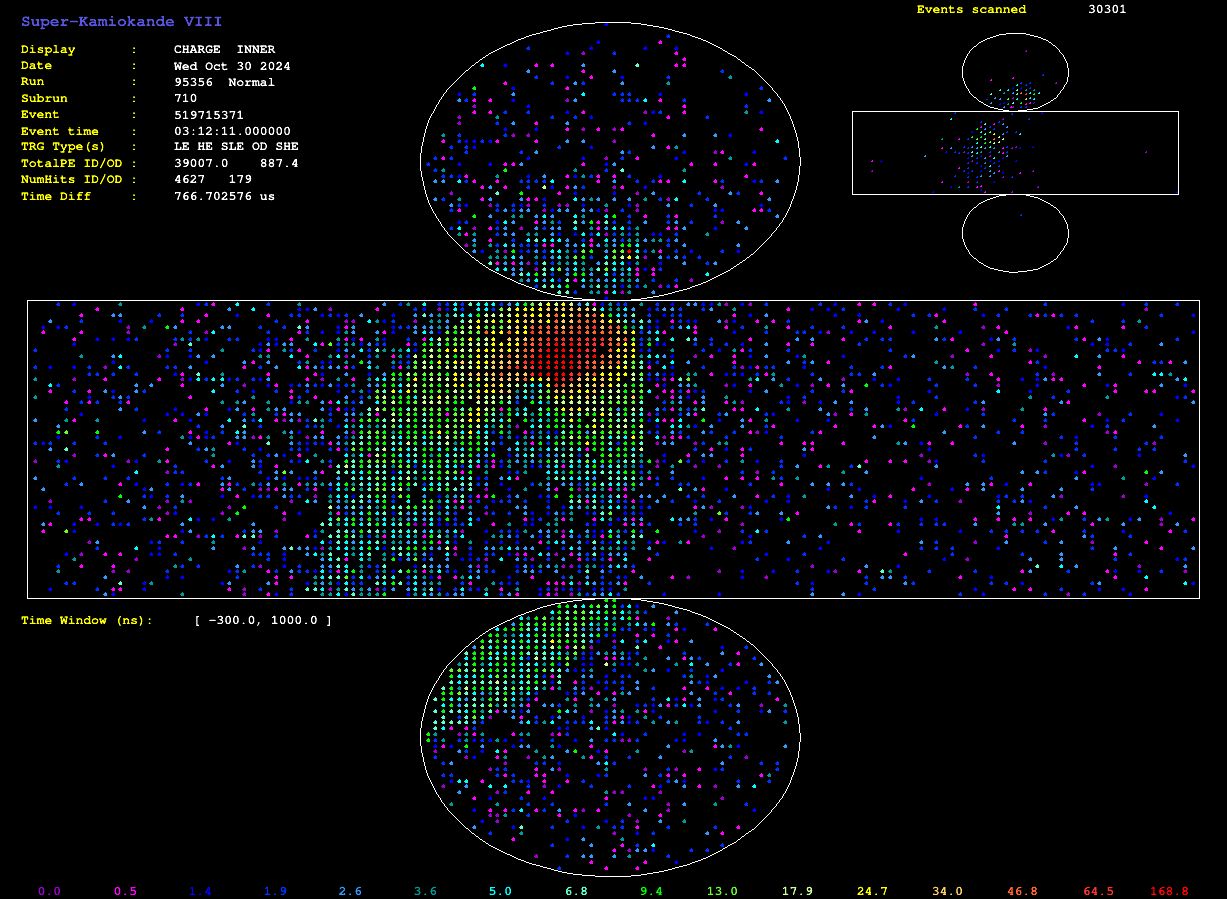 Super-Kamiokande VIII
Events scanned 30301
Display : CHARGE INNER
Date : Wed Oct 30 2024
Run : 95356 Normal
Subrun : 710
Event : 519715371
Event time : 03:12:11.000000
TRG Type(s) : LE HE SLE OD SHE
TotalPE ID/OD : 39007.0 887.4
NumHits ID/OD : 4627 179
Time Diff : 766.702576 us
Time Window (ns): [ -300.0, 1000.0 ]
0.0 0.5 1.4 1.9 2.6 3.6 5.0 6.8 9.4 13.0 17.9 24.7 34.0 46.8 64.5 168.8